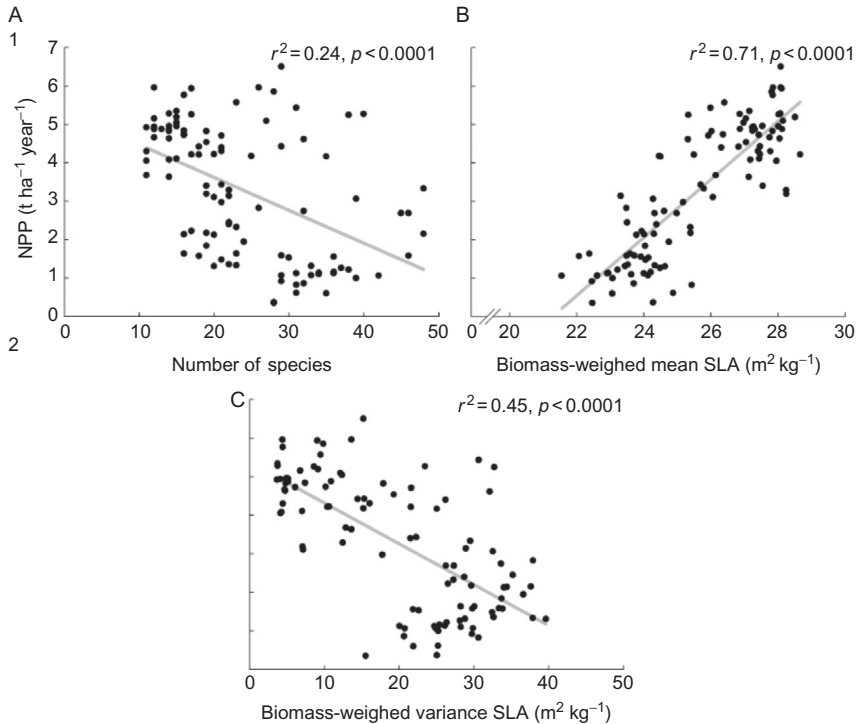 A
1
r² = 0.24, p < 0.0001
7
6
5
4
3
2
1
0
NPP (t ha⁻¹ year⁻¹)
0 10 20 30 40 50
Number of species
B
r² = 0.71, p < 0.0001
0 20 22 24 26 28 30
Biomass-weighed mean SLA (m² kg⁻¹)
2
C
r² = 0.45, p < 0.0001
0 10 20 30 40 50
Biomass-weighed variance SLA (m² kg⁻¹)